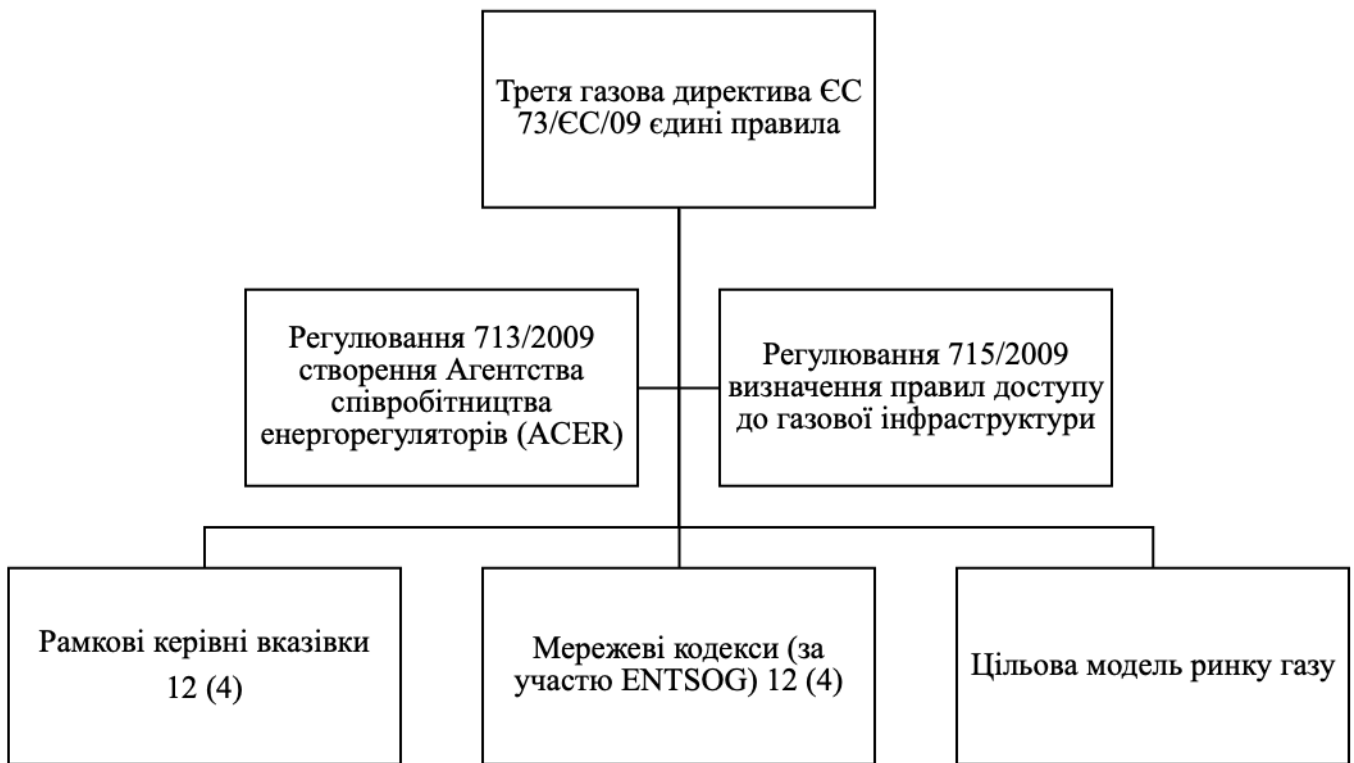 Третя газова директива ЄС
73/ЄС/09 єдині правила
Регулювання 713/2009
створення Агентства
співробітництва
енергорегуляторів (ACER)
Регулювання 715/2009
визначення правил доступу
до газової інфраструктури
Рамкові керівні вказівки
12 (4)
Мережеві кодекси (за
участю ENTSOG) 12 (4)
Цільова модель ринку газу